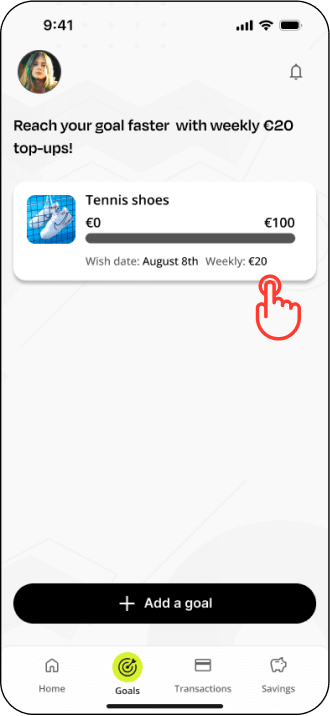 9:41
Reach your goal faster with weekly €20
top-ups!
Tennis shoes
€0 €100
Wish date: August 8th Weekly: €20
+ Add a goal
Home Goals Transactions Savings